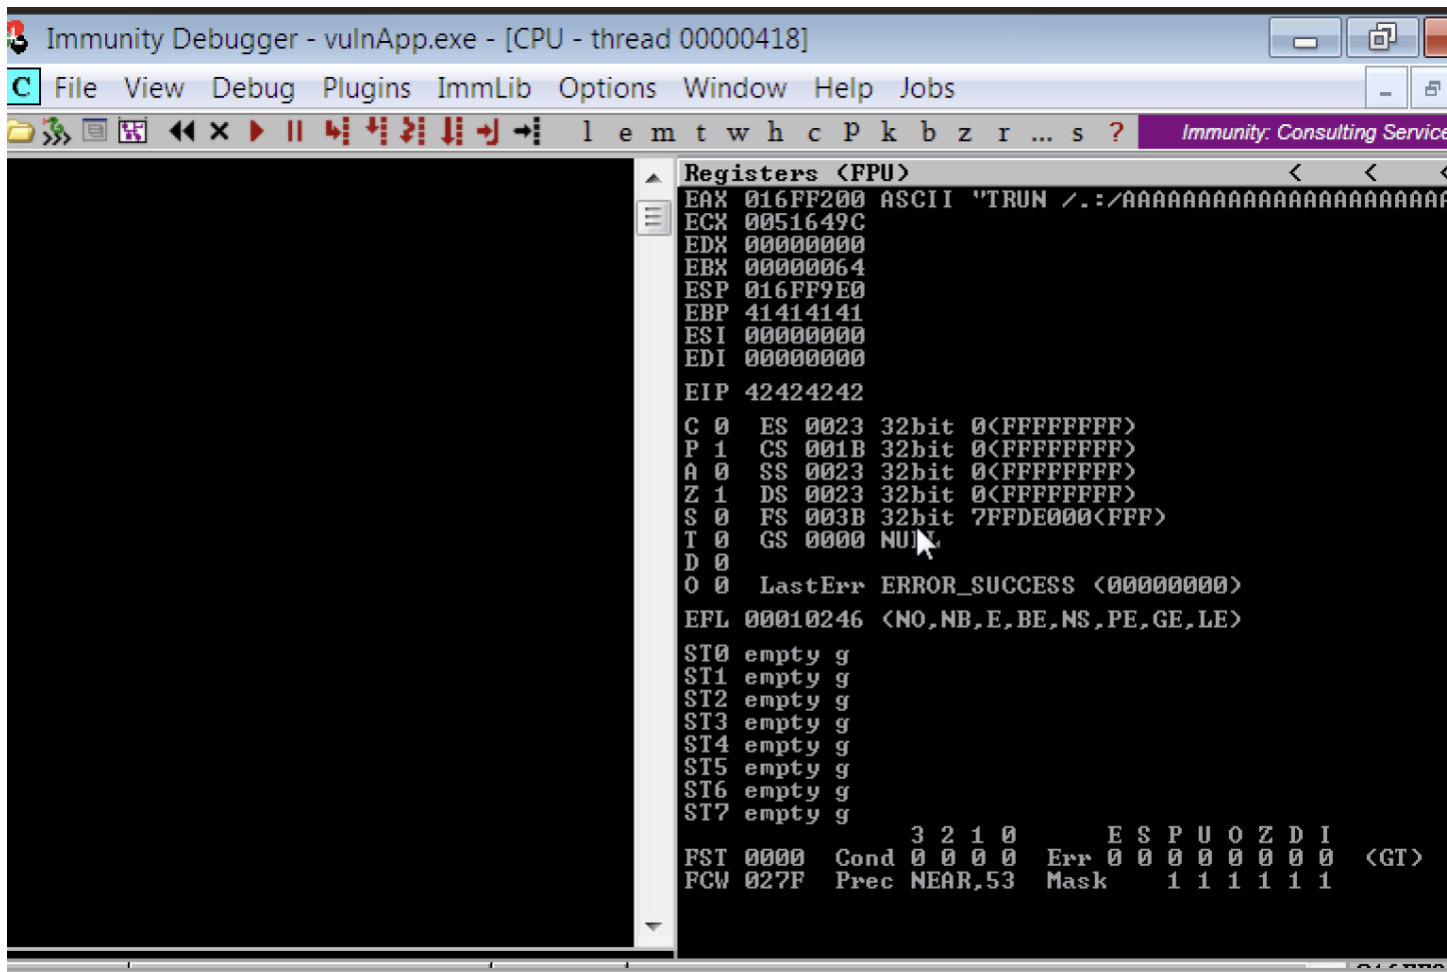 Immunity Debugger - vulnApp.exe - [CPU - thread 00000418]
C File View Debug Plugins ImmLib Options Window Help Jobs
l e m t w h c P k b z r ... s ? Immunity: Consulting Service
Registers (FPU) < < <
EAX 016FF200 ASCII "TRUN /.:/AAAAAAAAAAAAAAAAAAAAAA
ECX 0051649C
EDX 00000000
EBX 00000064
ESP 016FF9E0
EBP 41414141
ESI 00000000
EDI 00000000
EIP 42424242
C 0 ES 0023 32bit 0(FFFFFFFF)
P 1 CS 001B 32bit 0(FFFFFFFF)
A 0 SS 0023 32bit 0(FFFFFFFF)
Z 1 DS 0023 32bit 0(FFFFFFFF)
S 0 FS 003B 32bit 7FFDE000(FFF)
T 0 GS 0000 NULL
D 0
O 0 LastErr ERROR_SUCCESS (00000000)
EFL 00010246 (NO,NB,E,BE,NS,PE,GE,LE)
ST0 empty g
ST1 empty g
ST2 empty g
ST3 empty g
ST4 empty g
ST5 empty g
ST6 empty g
ST7 empty g
3 2 1 0 E S P U O Z D I
FST 0000 Cond 0 0 0 0 Err 0 0 0 0 0 0 0 0 (GT)
FCW 027F Prec NEAR,53 Mask 1 1 1 1 1 1